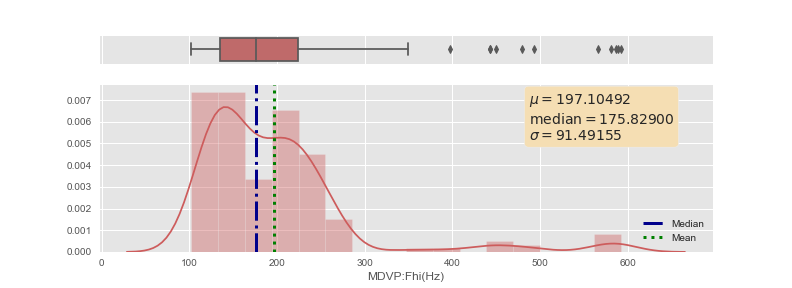 0.007
0.006
0.005
0.004
0.003
0.002
0.001
0.000
μ = 197.10492
median = 175.82900
σ = 91.49155
Median
Mean
0 100 200 300 400 500 600
MDVP:Fhi(Hz)